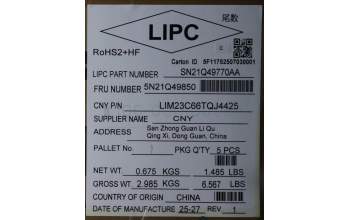 LIPC
尾数
RoHS2+HF
Carton ID 5F11752507030001
LIPC PART NUMBER SN21Q49770AA
FRU NUMBER 5N21Q49850
CNY P/N LIM23C66TQJ4425
SUPPLIER NAME CNY
ADDRESS San Zhong Guan Li Qu
Qing Xi, Dong Guan, China
PALLET NO PKG Q'TY 5 PCS
NET WT 0.675 KGS 1.485 LBS
GROSS WT 2.985 KGS 6.567 LBS
COUNTRY OF ORIGIN CHINA
DATE OF MANUFACTURE 25-27 REV 1